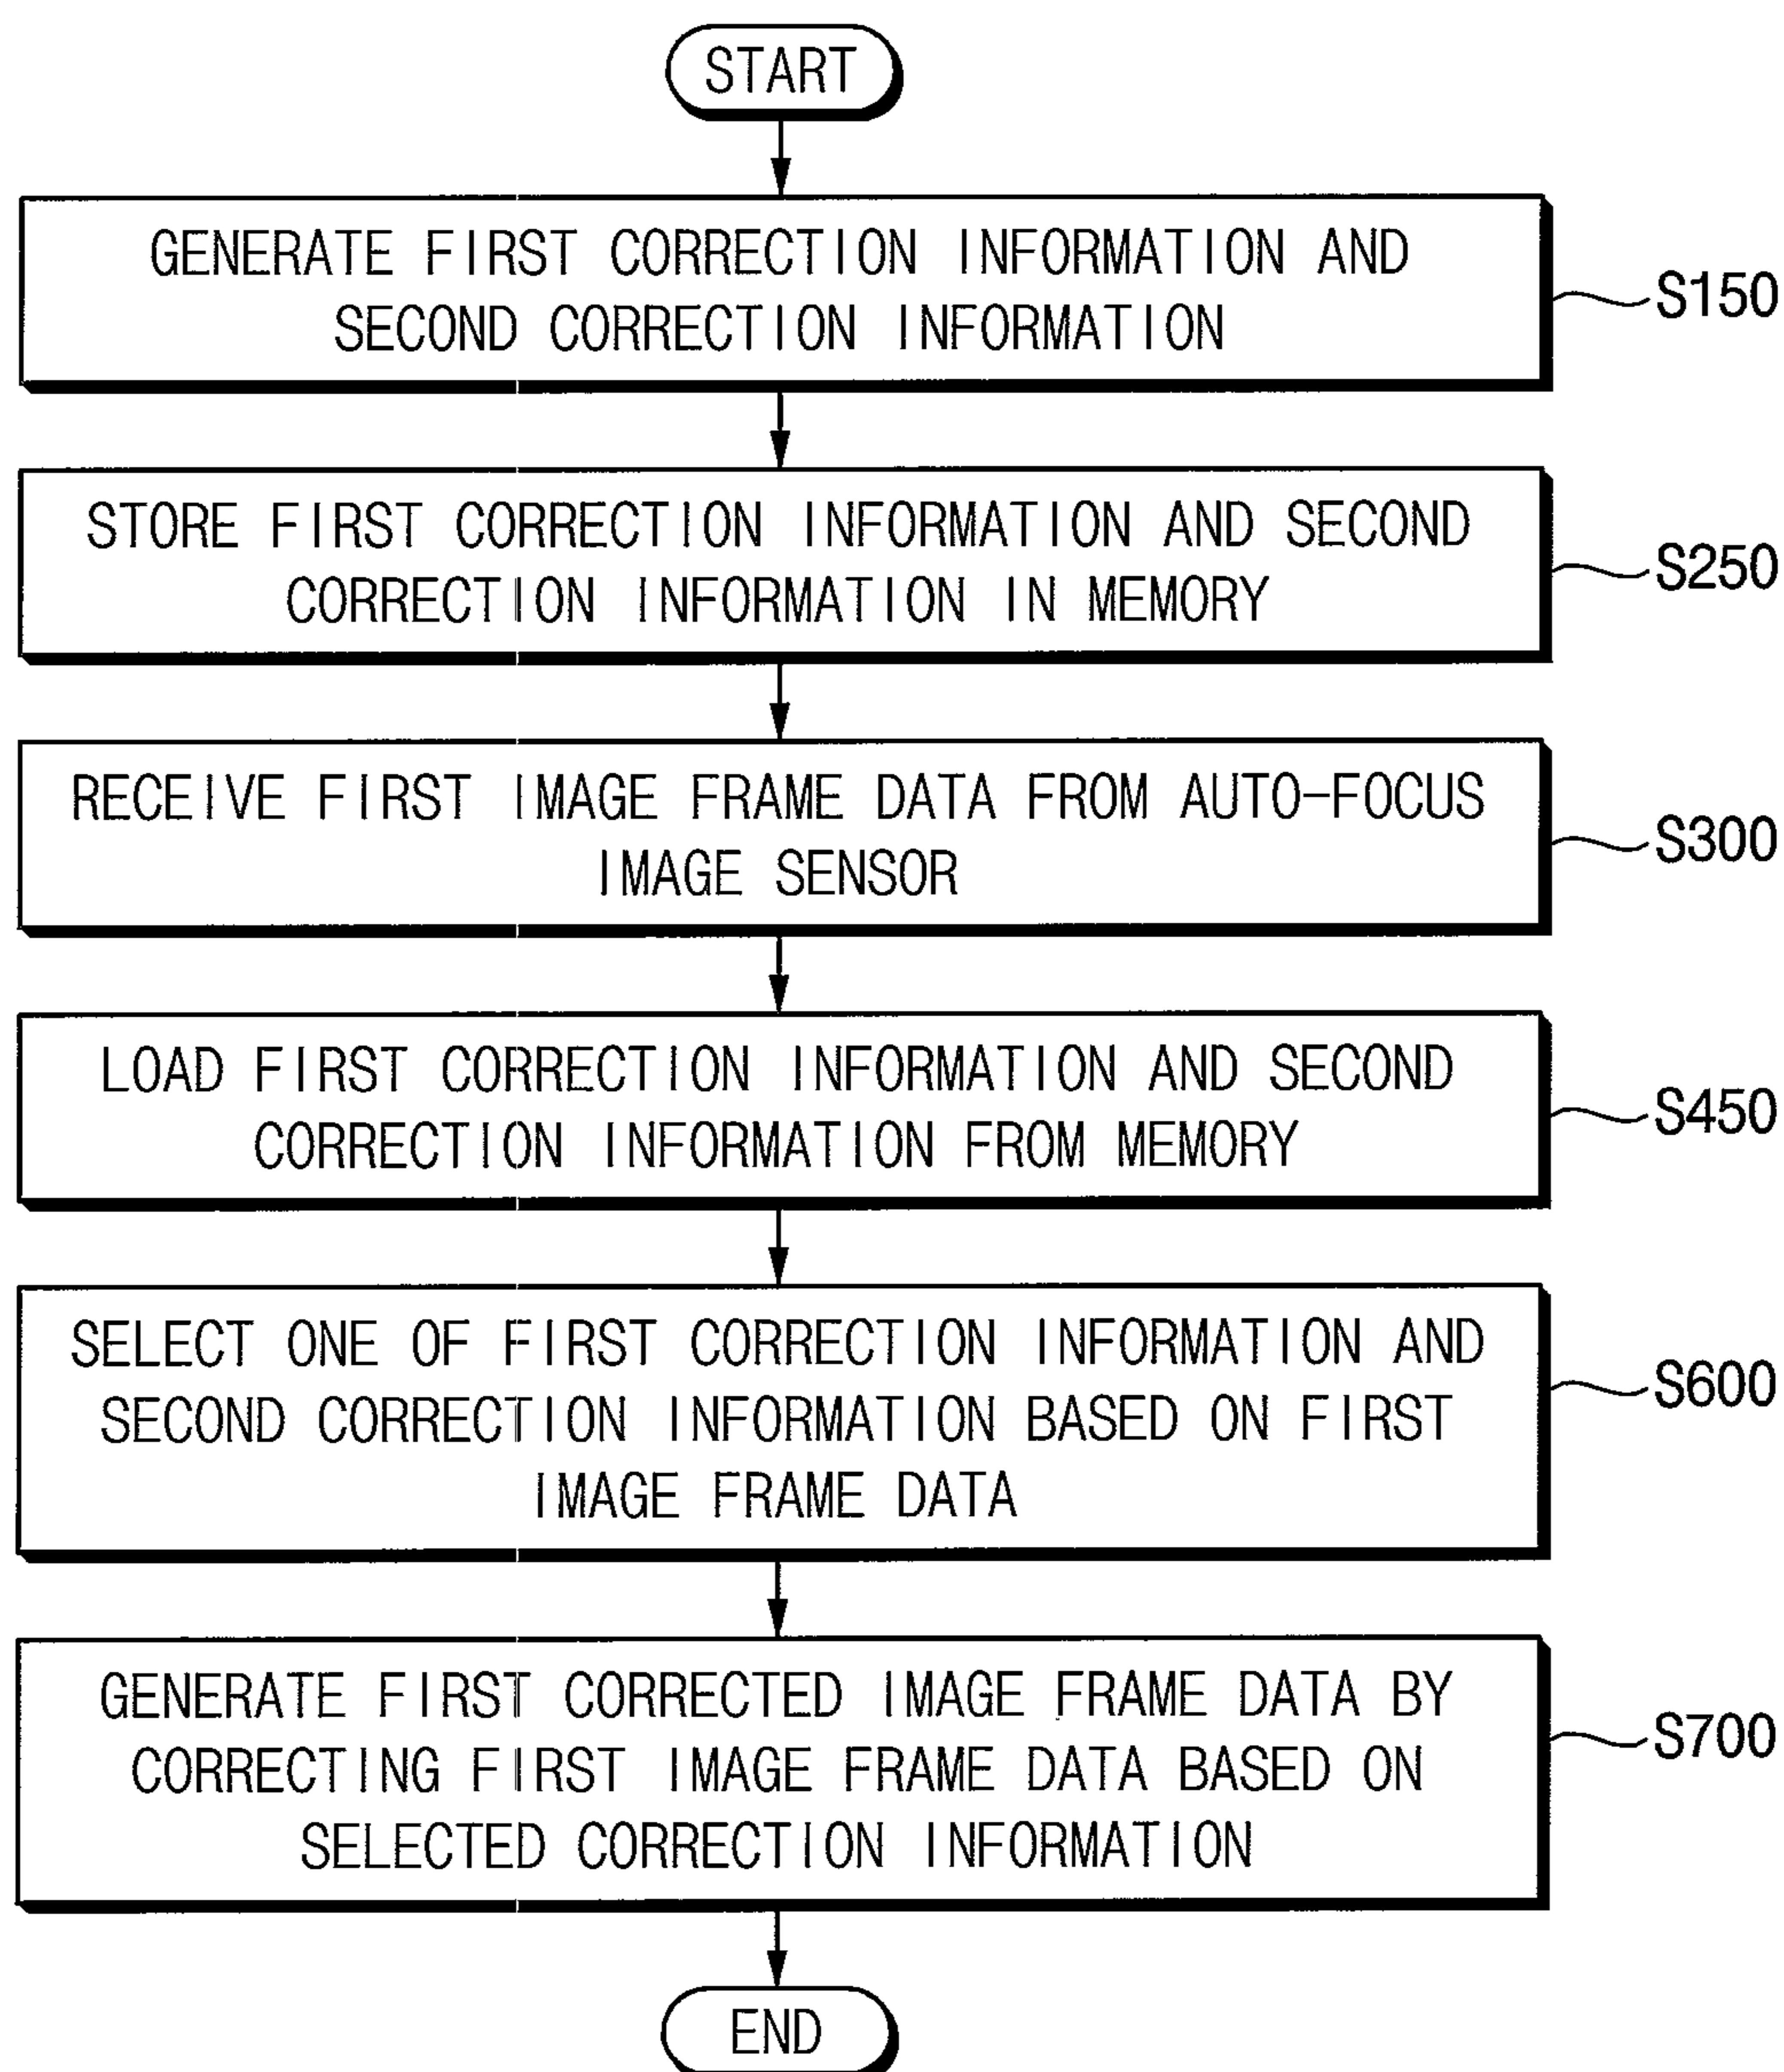 START
GENERATE FIRST CORRECTION INFORMATION AND
SECOND CORRECTION INFORMATION
S150
STORE FIRST CORRECTION INFORMATION AND SECOND
CORRECTION INFORMATION IN MEMORY
S250
RECEIVE FIRST IMAGE FRAME DATA FROM AUTO-FOCUS
IMAGE SENSOR
S300
LOAD FIRST CORRECTION INFORMATION AND SECOND
CORRECTION INFORMATION FROM MEMORY
S450
SELECT ONE OF FIRST CORRECTION INFORMATION AND
SECOND CORRECTION INFORMATION BASED ON FIRST
IMAGE FRAME DATA
S600
GENERATE FIRST CORRECTED IMAGE FRAME DATA BY
CORRECTING FIRST IMAGE FRAME DATA BASED ON
SELECTED CORRECTION INFORMATION
S700
END